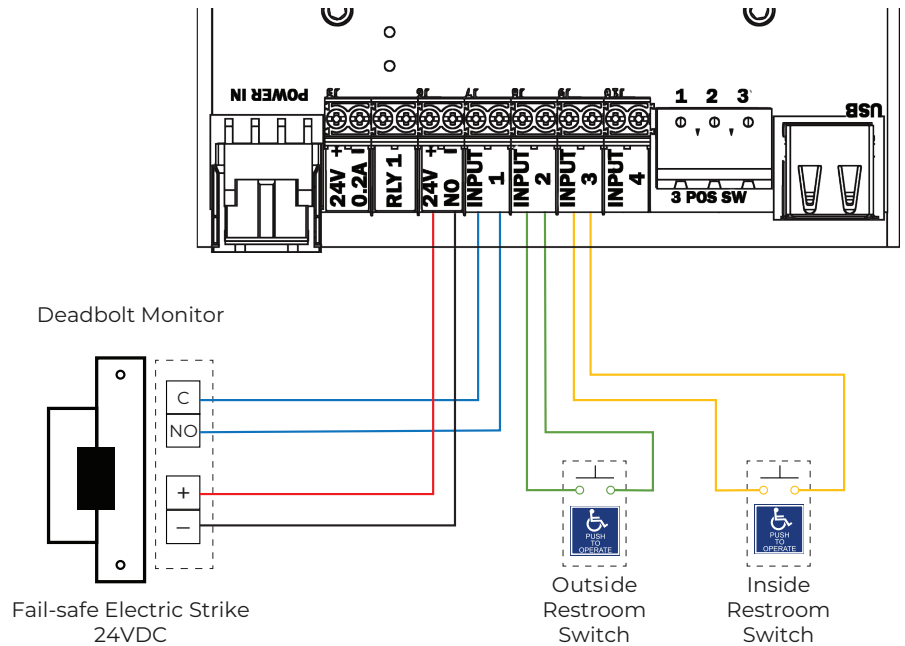 POWER IN
J5
J6
J7
J8
J9
J10
1 2 3
USB
24V + -
0.2A
RLY 1
24V + -
NO
INPUT
1
INPUT
2
INPUT
3
INPUT
4
3 POS SW
Deadbolt Monitor
C
NO
+
–
PUSH
TO
OPERATE
PUSH
TO
OPERATE
Fail-safe Electric Strike
24VDC
Outside
Restroom
Switch
Inside
Restroom
Switch